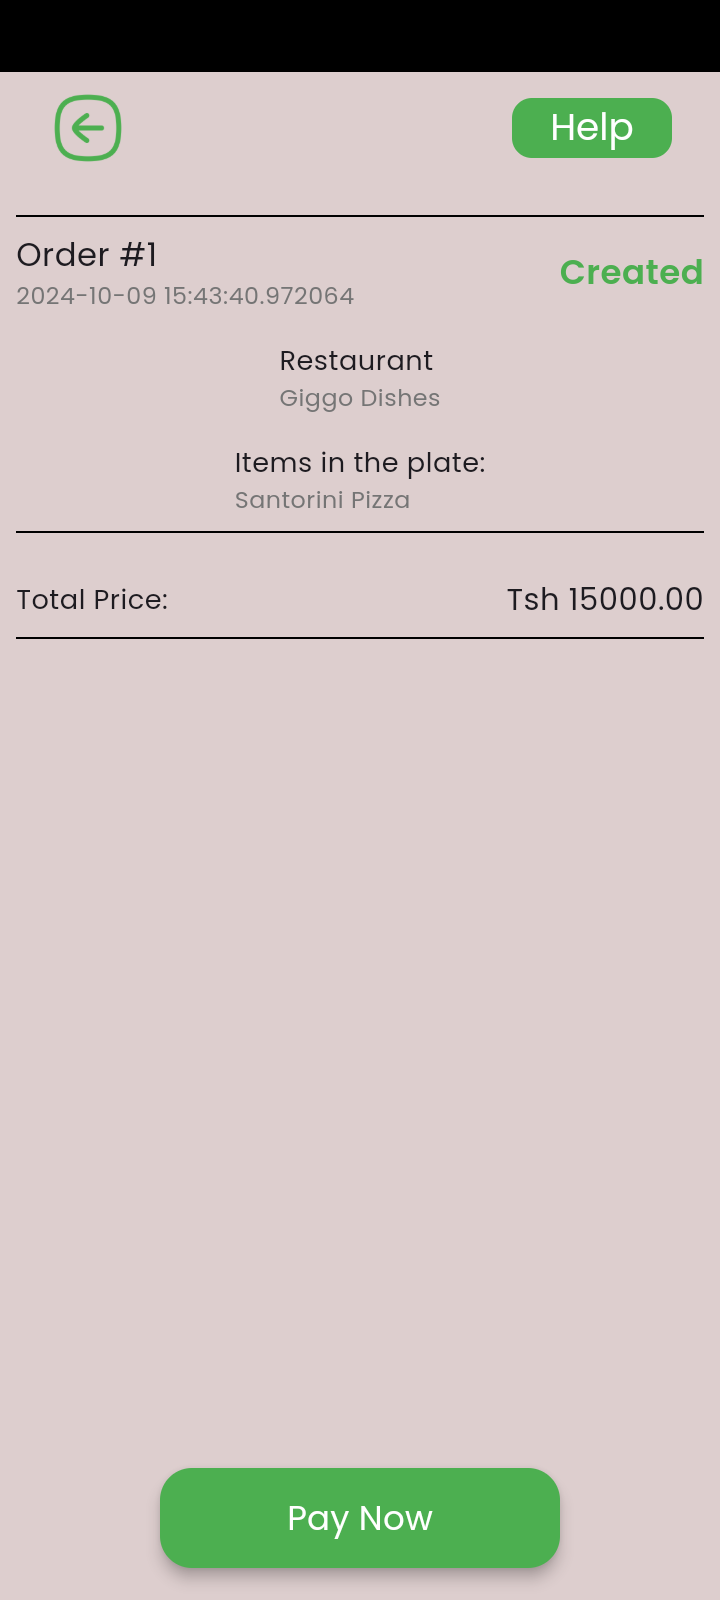 Help
Order #1
2024-10-09 15:43:40.972064
Created
Restaurant
Giggo Dishes
Items in the plate:
Santorini Pizza
Total Price:
Tsh 15000.00
Pay Now